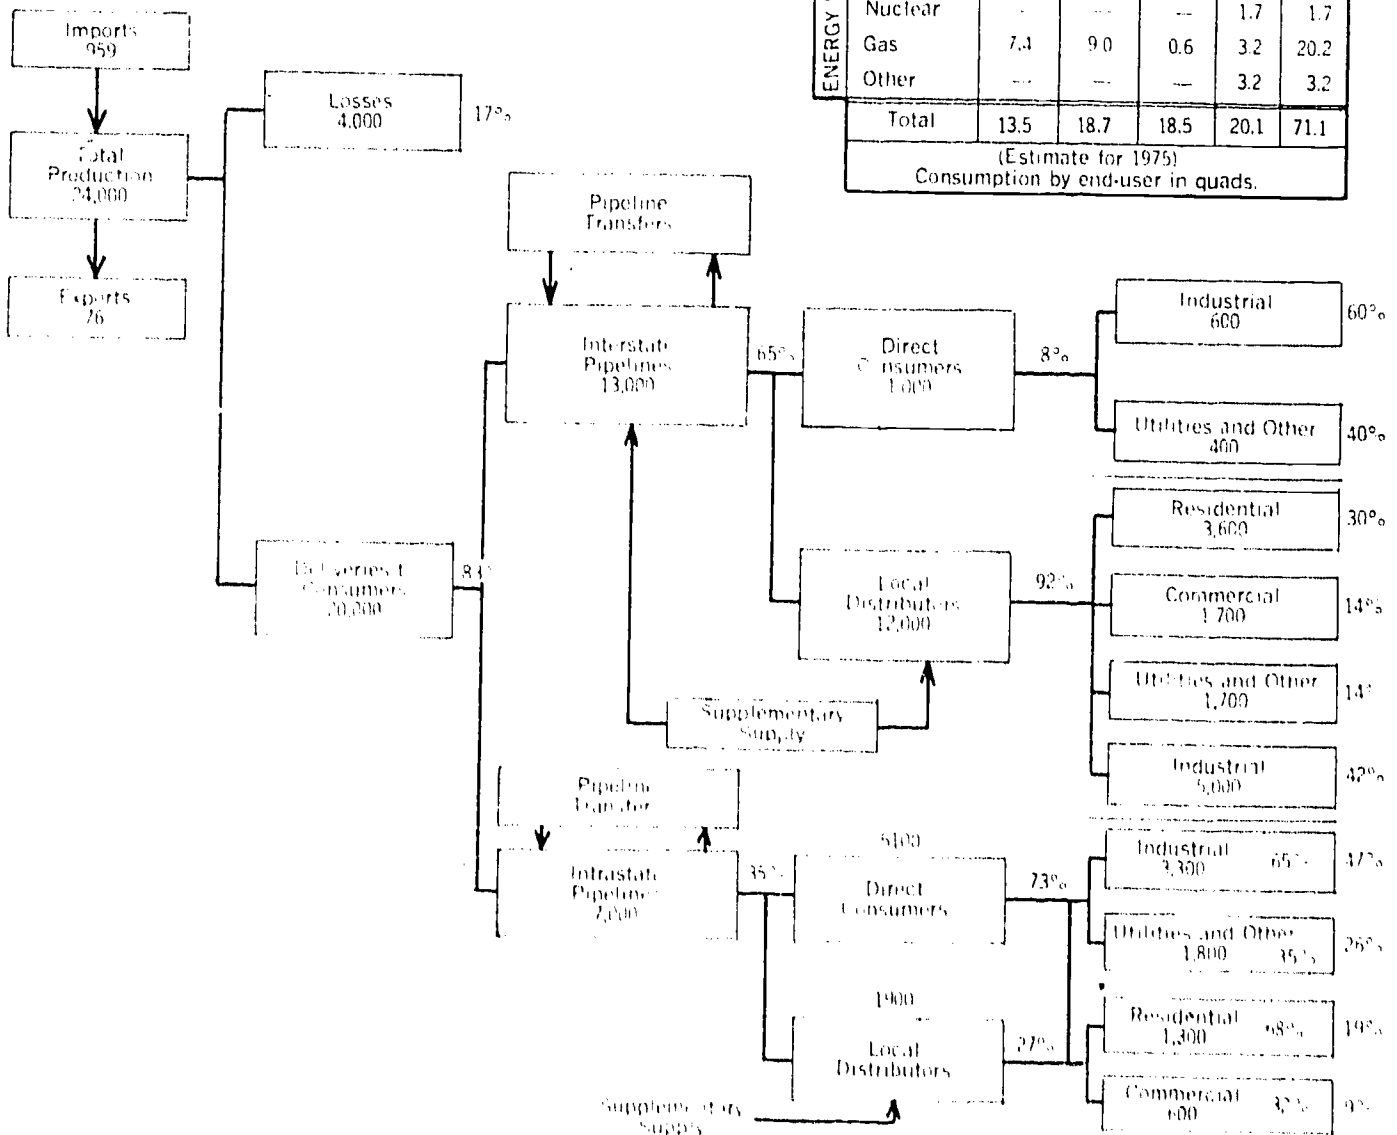 Imports
959
Total
Production
24,000
Exports
76
Losses
4,000
17%
Deliveries t
Consumers
20,000
83
Pipeline
Transfers
Interstate
Pipelines
13,000
65%
Direct
Consumers
1,000
8%
Industrial
600
60%
Utilities and Other
400
40%
Local
Distributers
12,000
92%
Residential
3,600
30%
Commercial
1,700
14%
Utilities and Other
1,700
14
Industrial
5,000
42%
Supplementary
Supply
Pipeline
Transfer
Intrastate
Pipelines
7,000
35%
5100
Direct
Consumers
73%
Industrial
3,300 65%
47%
Utilities and Other
1,800 35%
26%
1900
Local
Distributors
27%
Residential
1,300 68%
19%
Commercial
600 32%
9%
Supplementary
Supply
ENERGY
Nuclear - --- --- 1.7 1.7
Gas 7.4 9.0 0.6 3.2 20.2
Other --- --- --- 3.2 3.2
Total 13.5 18.7 18.5 20.1 71.1
(Estimate for 1975)
Consumption by end-user in quads.